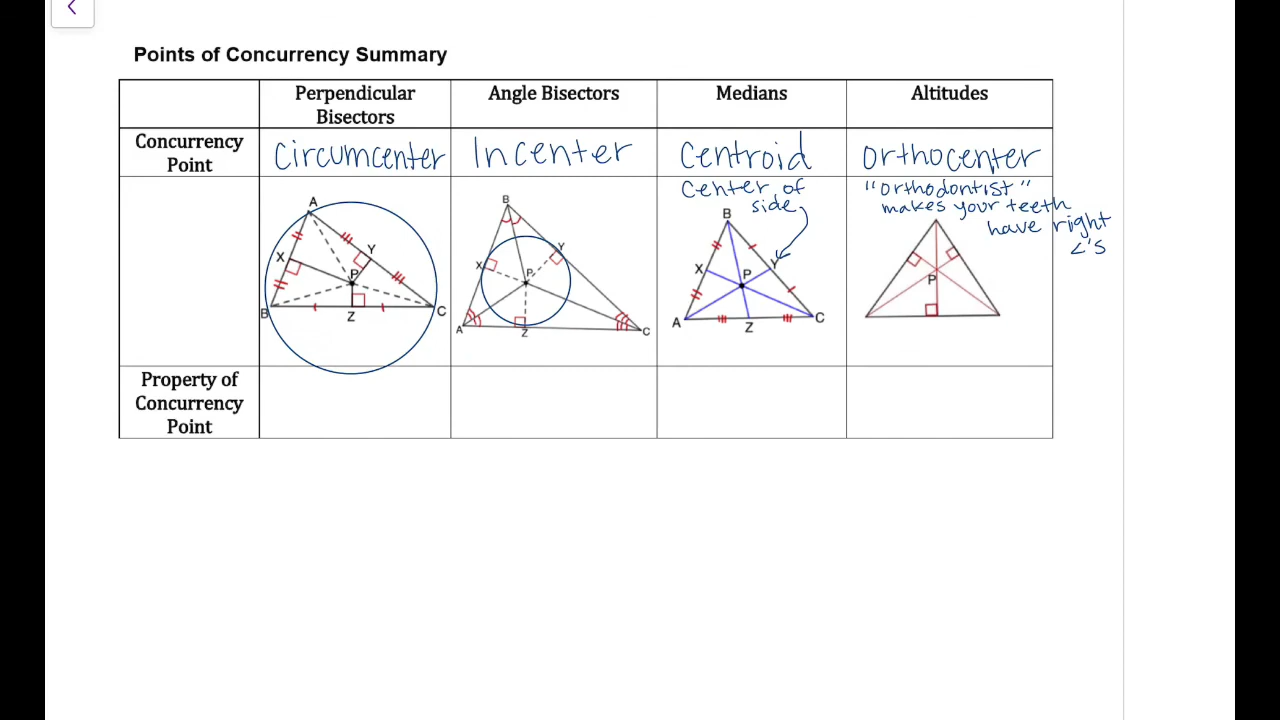 Points of Concurrency Summary
Perpendicular
Bisectors
Angle Bisectors
Medians
Altitudes
Concurrency
Point
Circumcenter
Incenter
Centroid
Orthocenter
A
X
Y
P
B
Z
C
B
X
Y
P
A
Z
C
Center of
side
B
X
Y
P
A
Z
C
"Orthodontist"
makes your teeth
have right
<'s
P
Property of
Concurrency
Point